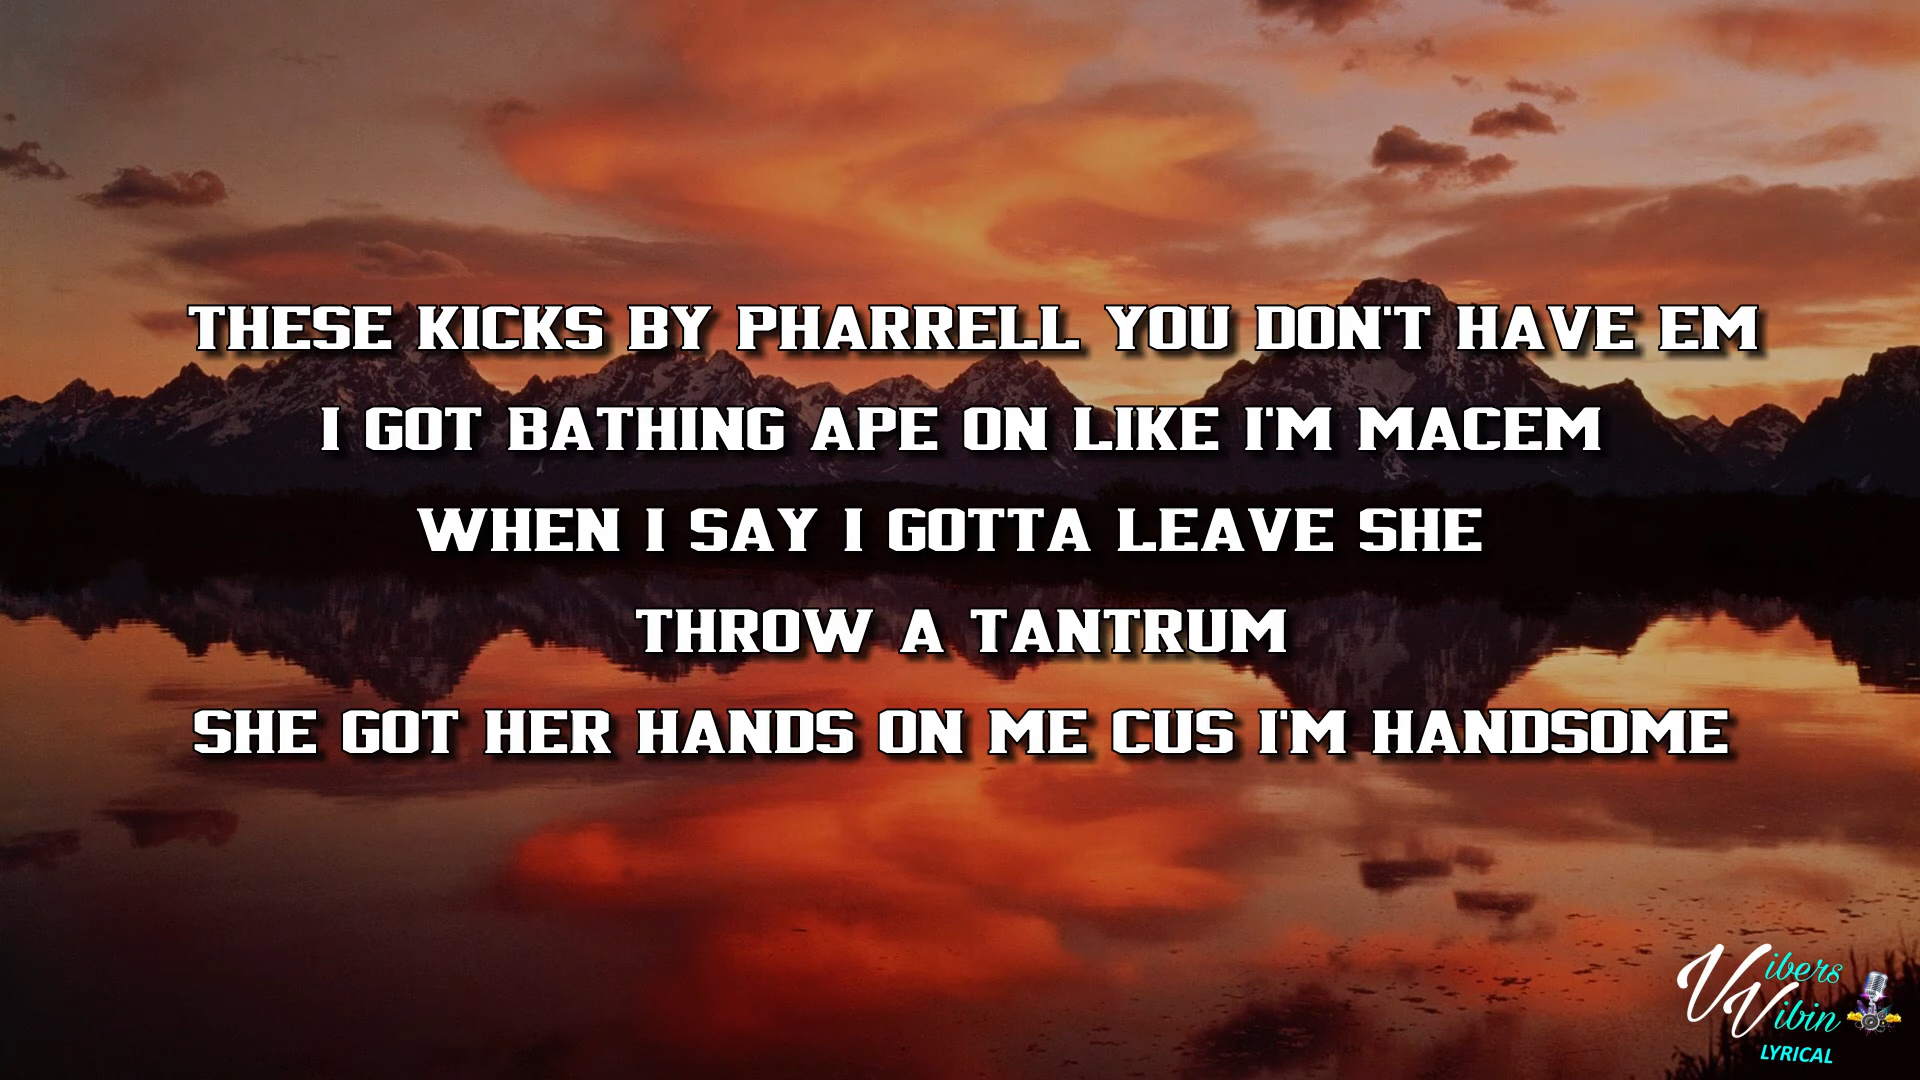 THESE KICKS BY PHARRELL YOU DON'T HAVE EM
I GOT BATHING APE ON LIKE I'M MACEM
WHEN I SAY I GOTTA LEAVE SHE
THROW A TANTRUM
SHE GOT HER HANDS ON ME CUS I'M HANDSOME
Vibers
Vibin
LYRICAL